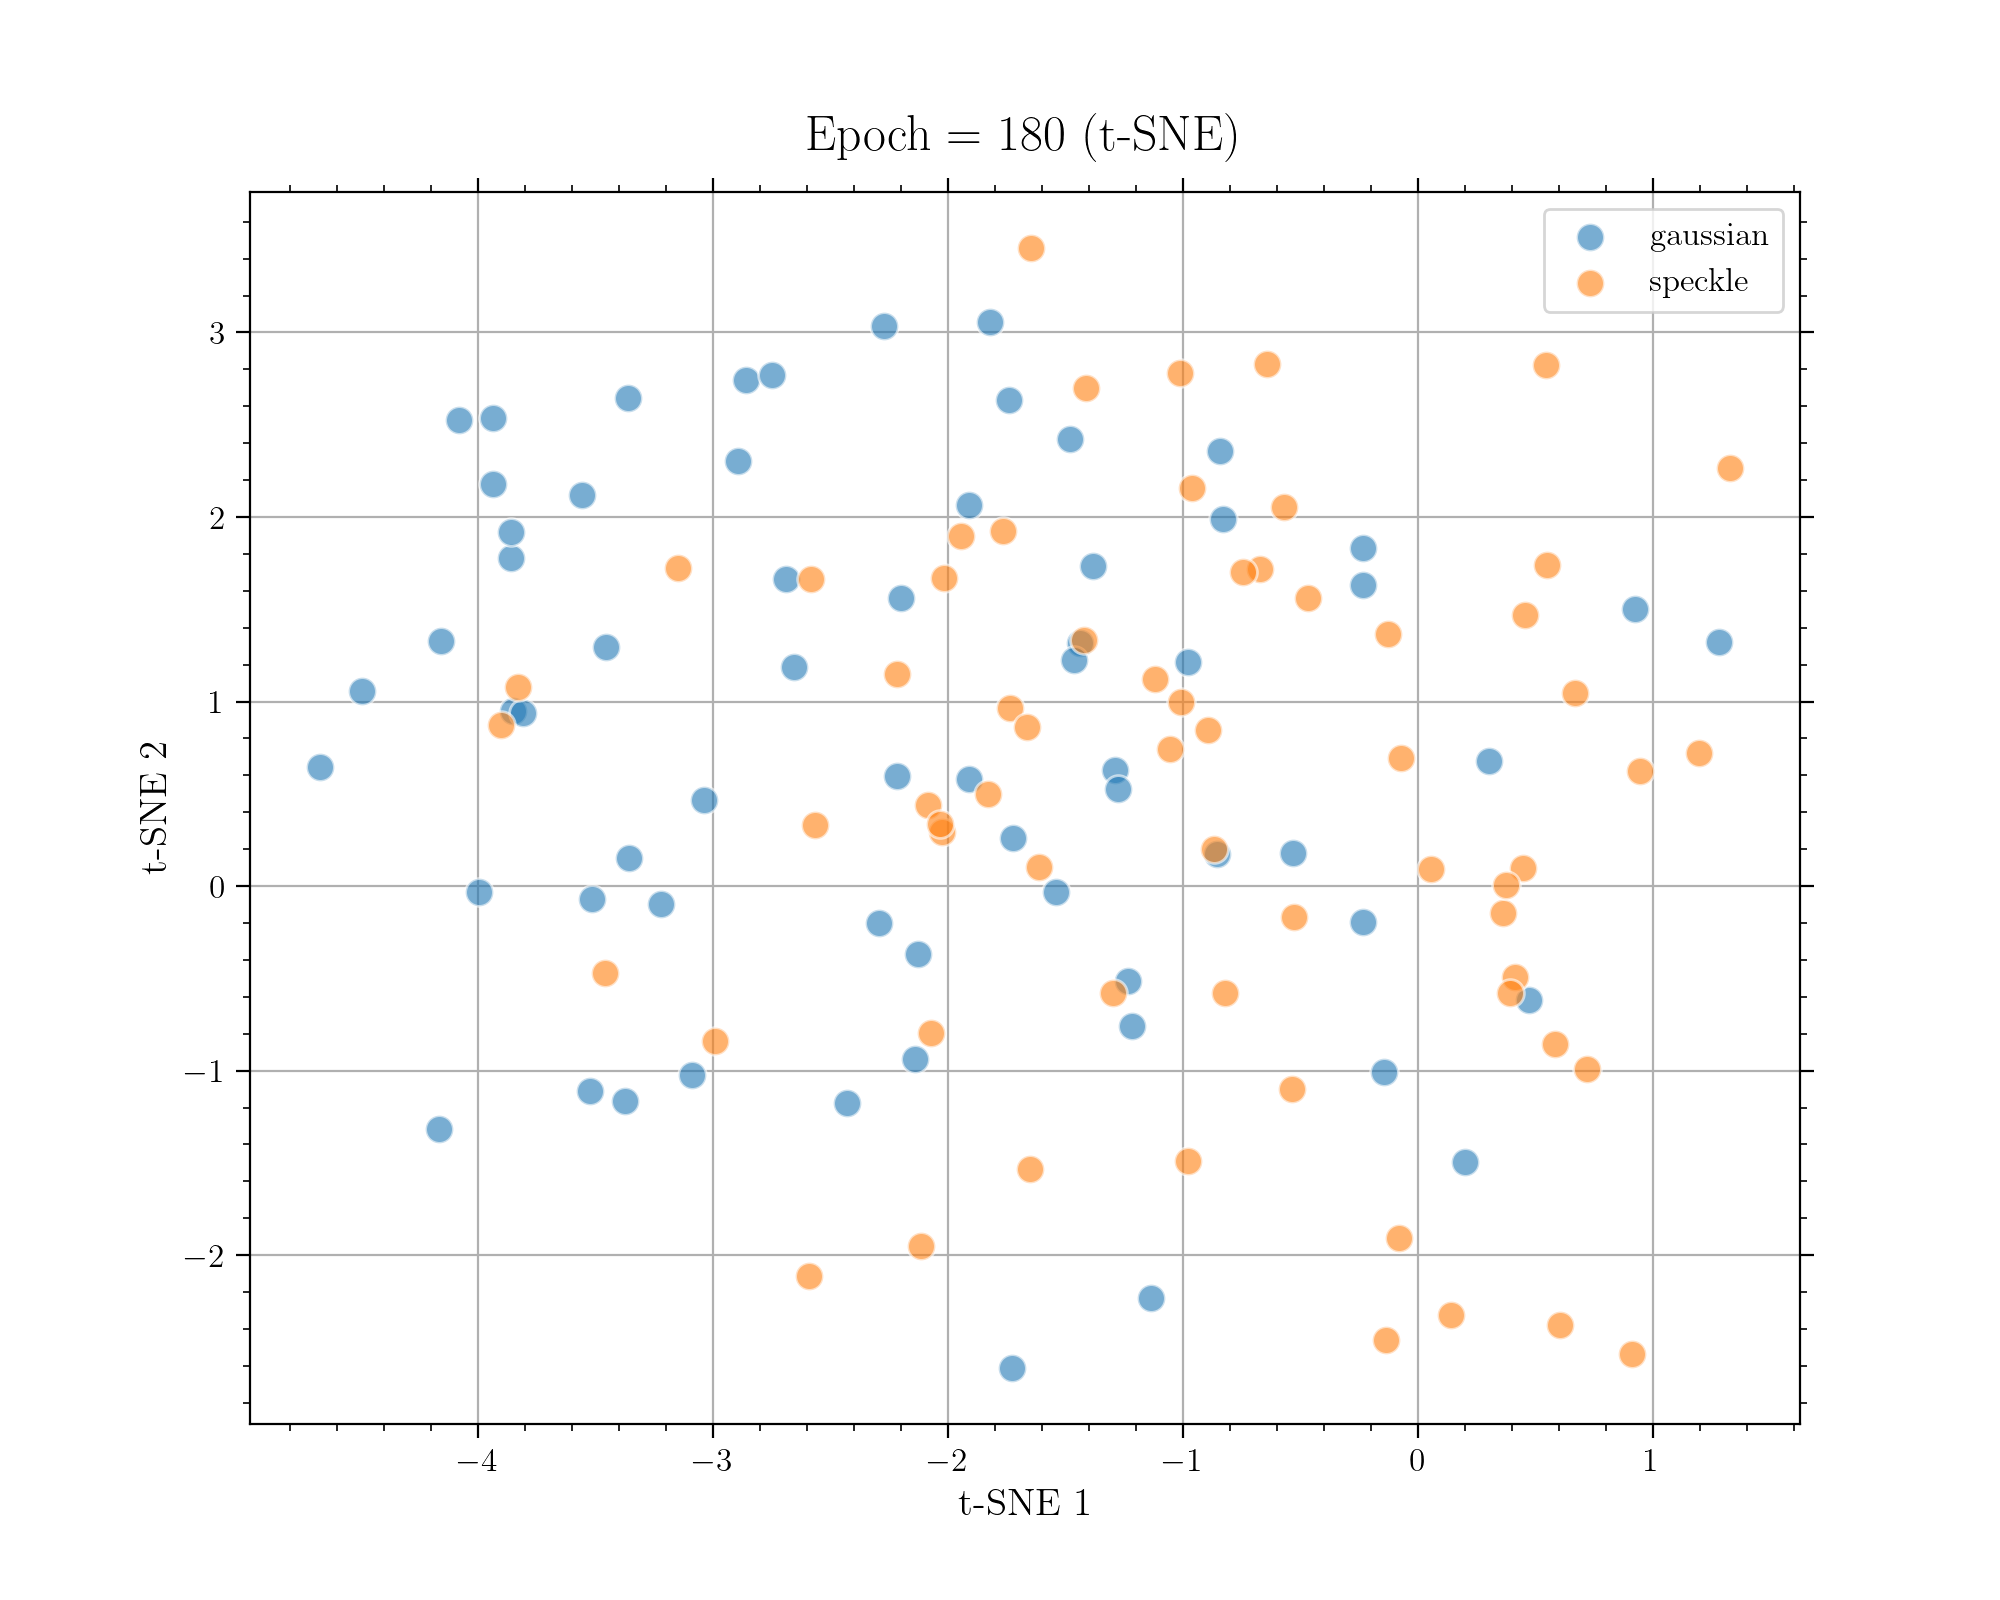 Epoch = 180 (t-SNE)
gaussian
speckle
3
2
1
0
−1
−2
t-SNE 2
−4
−3
−2
−1
0
1
t-SNE 1